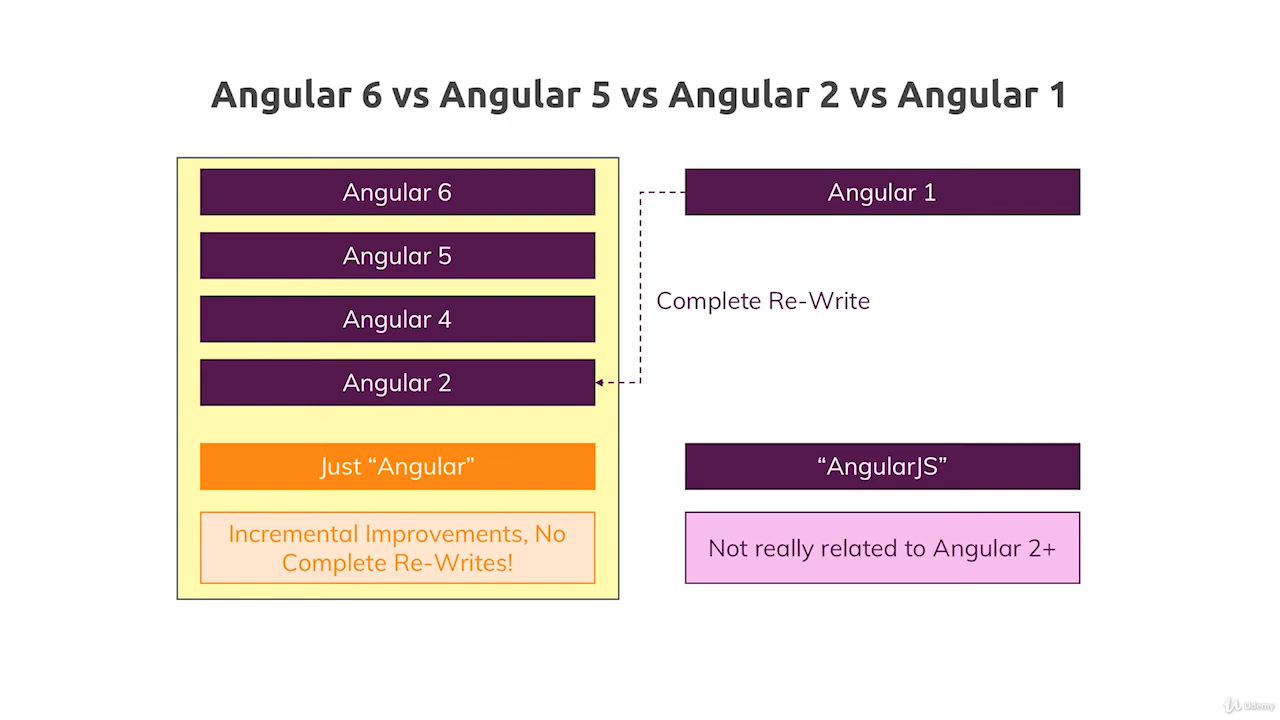 Angular 6 vs Angular 5 vs Angular 2 vs Angular 1
Angular 6
Angular 5
Angular 4
Angular 2
Just “Angular”
Incremental Improvements, No
Complete Re-Writes!
Angular 1
Complete Re-Write
“AngularJS”
Not really related to Angular 2+
Udemy